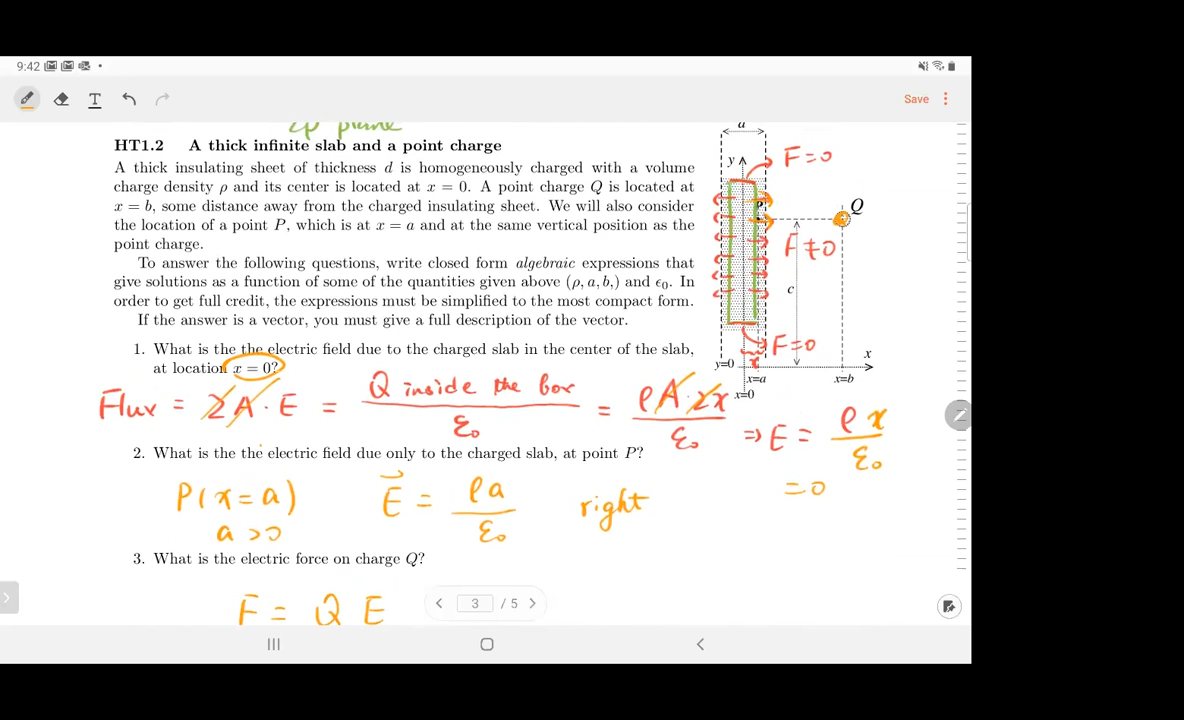 9:42
Save
2ρ plane
HT1.2 A thick infinite slab and a point charge
A thick insulating sheet of thickness d is homogeneously charged with a volume
charge density ρ and its center is located at x = 0. A point charge Q is located at
x = b, some distance away from the charged insulating sheet. We will also consider
the location of a point P, which is at x = a and at the same vertical position as the
point charge.
To answer the following questions, write closed form algebraic expressions that
give solutions as a function of some of the quantities given above (ρ, a, b,) and ϵ₀. In
order to get full credit, the expressions must be simplified to the most compact form.
If the answer is a vector, you must give a full description of the vector.
y
F=0
P
Q
F≠0
c
F=0
x
x
y=0
x=a
x=b
x=0
1. What is the the electric field due to the charged slab in the center of the slab,
at location x = 0?
Flux = 2A·E = Q inside the box / ε₀ = ρA·2x / ε₀ ⇒ E = ρx / ε₀
=0
2. What is the the electric field due only to the charged slab, at point P?
P(x=a) E = ρa / ε₀ right
a>0
3. What is the electric force on charge Q?
F = Q E
3 / 5